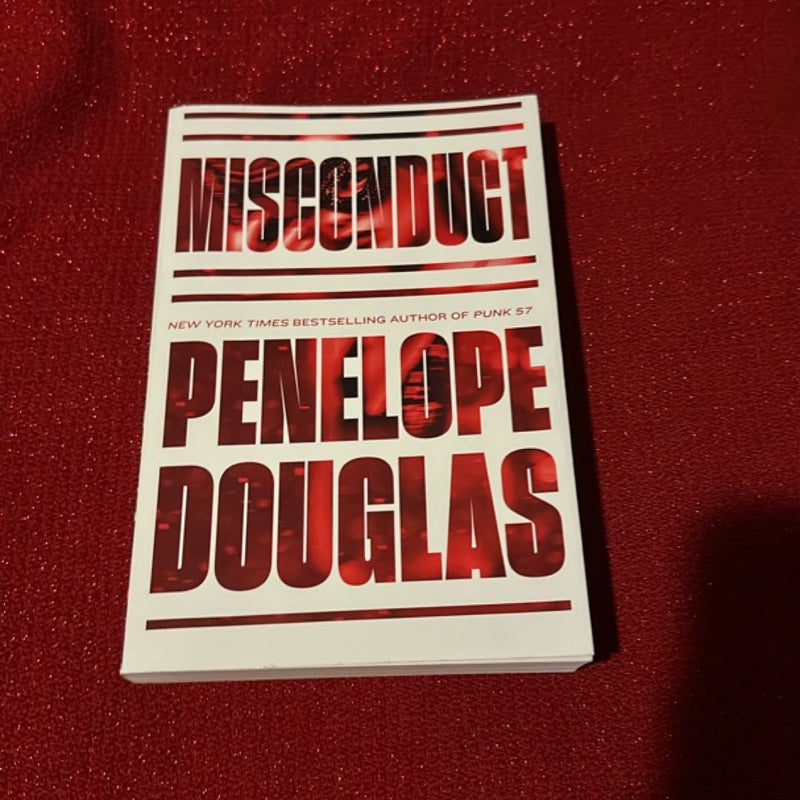 MISCONDUCT
NEW YORK TIMES BESTSELLING AUTHOR OF PUNK 57
PENELOPE
DOUGLAS